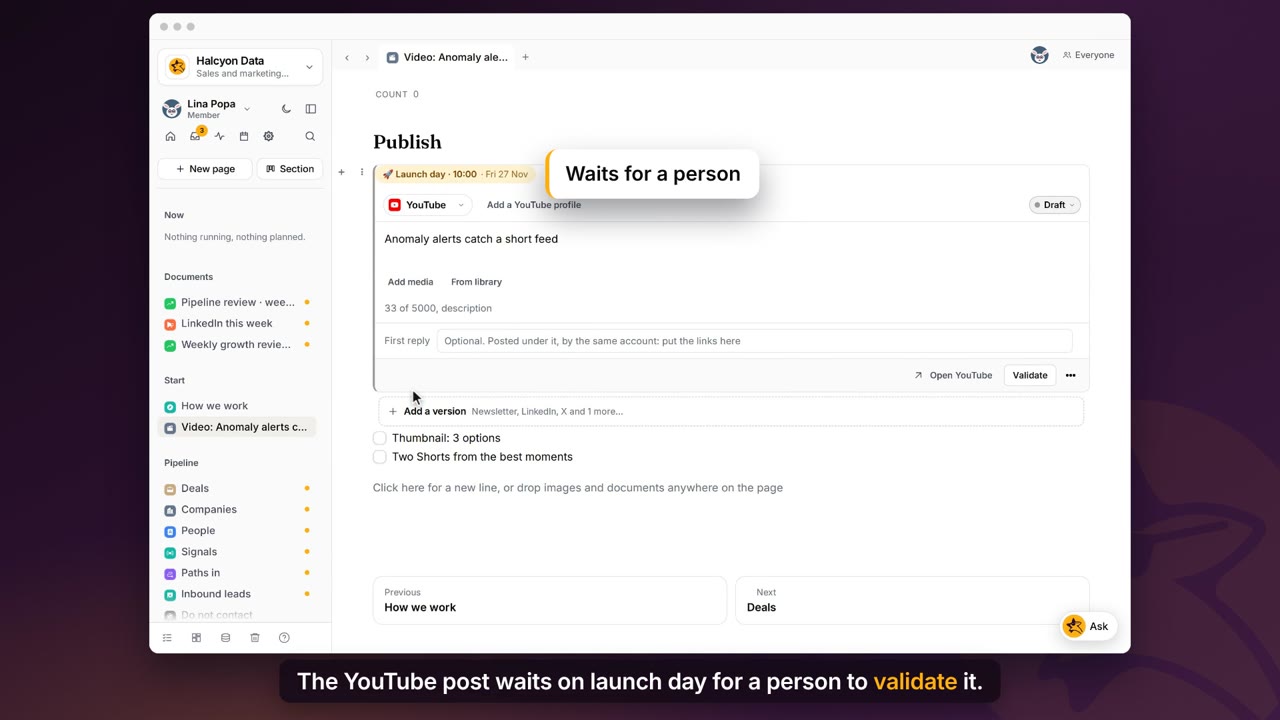 Halcyon Data
Sales and marketing...
Lina Popa
Member
3
New page
Section
Now
Nothing running, nothing planned.
Documents
Pipeline review · wee...
LinkedIn this week
Weekly growth revie...
Start
How we work
Video: Anomaly alerts c...
Pipeline
Deals
Companies
People
Signals
Paths in
Inbound leads
Do not contact
Video: Anomaly ale...
Everyone
COUNT 0
Publish
🚀 Launch day · 10:00 · Fri 27 Nov
Waits for a person
YouTube
Add a YouTube profile
Draft
Anomaly alerts catch a short feed
Add media
From library
33 of 5000, description
First reply
Optional. Posted under it, by the same account: put the links here
Open YouTube
Validate
Add a version
Newsletter, LinkedIn, X and 1 more...
Thumbnail: 3 options
Two Shorts from the best moments
Click here for a new line, or drop images and documents anywhere on the page
Previous
How we work
Next
Deals
Ask
The YouTube post waits on launch day for a person to validate it.